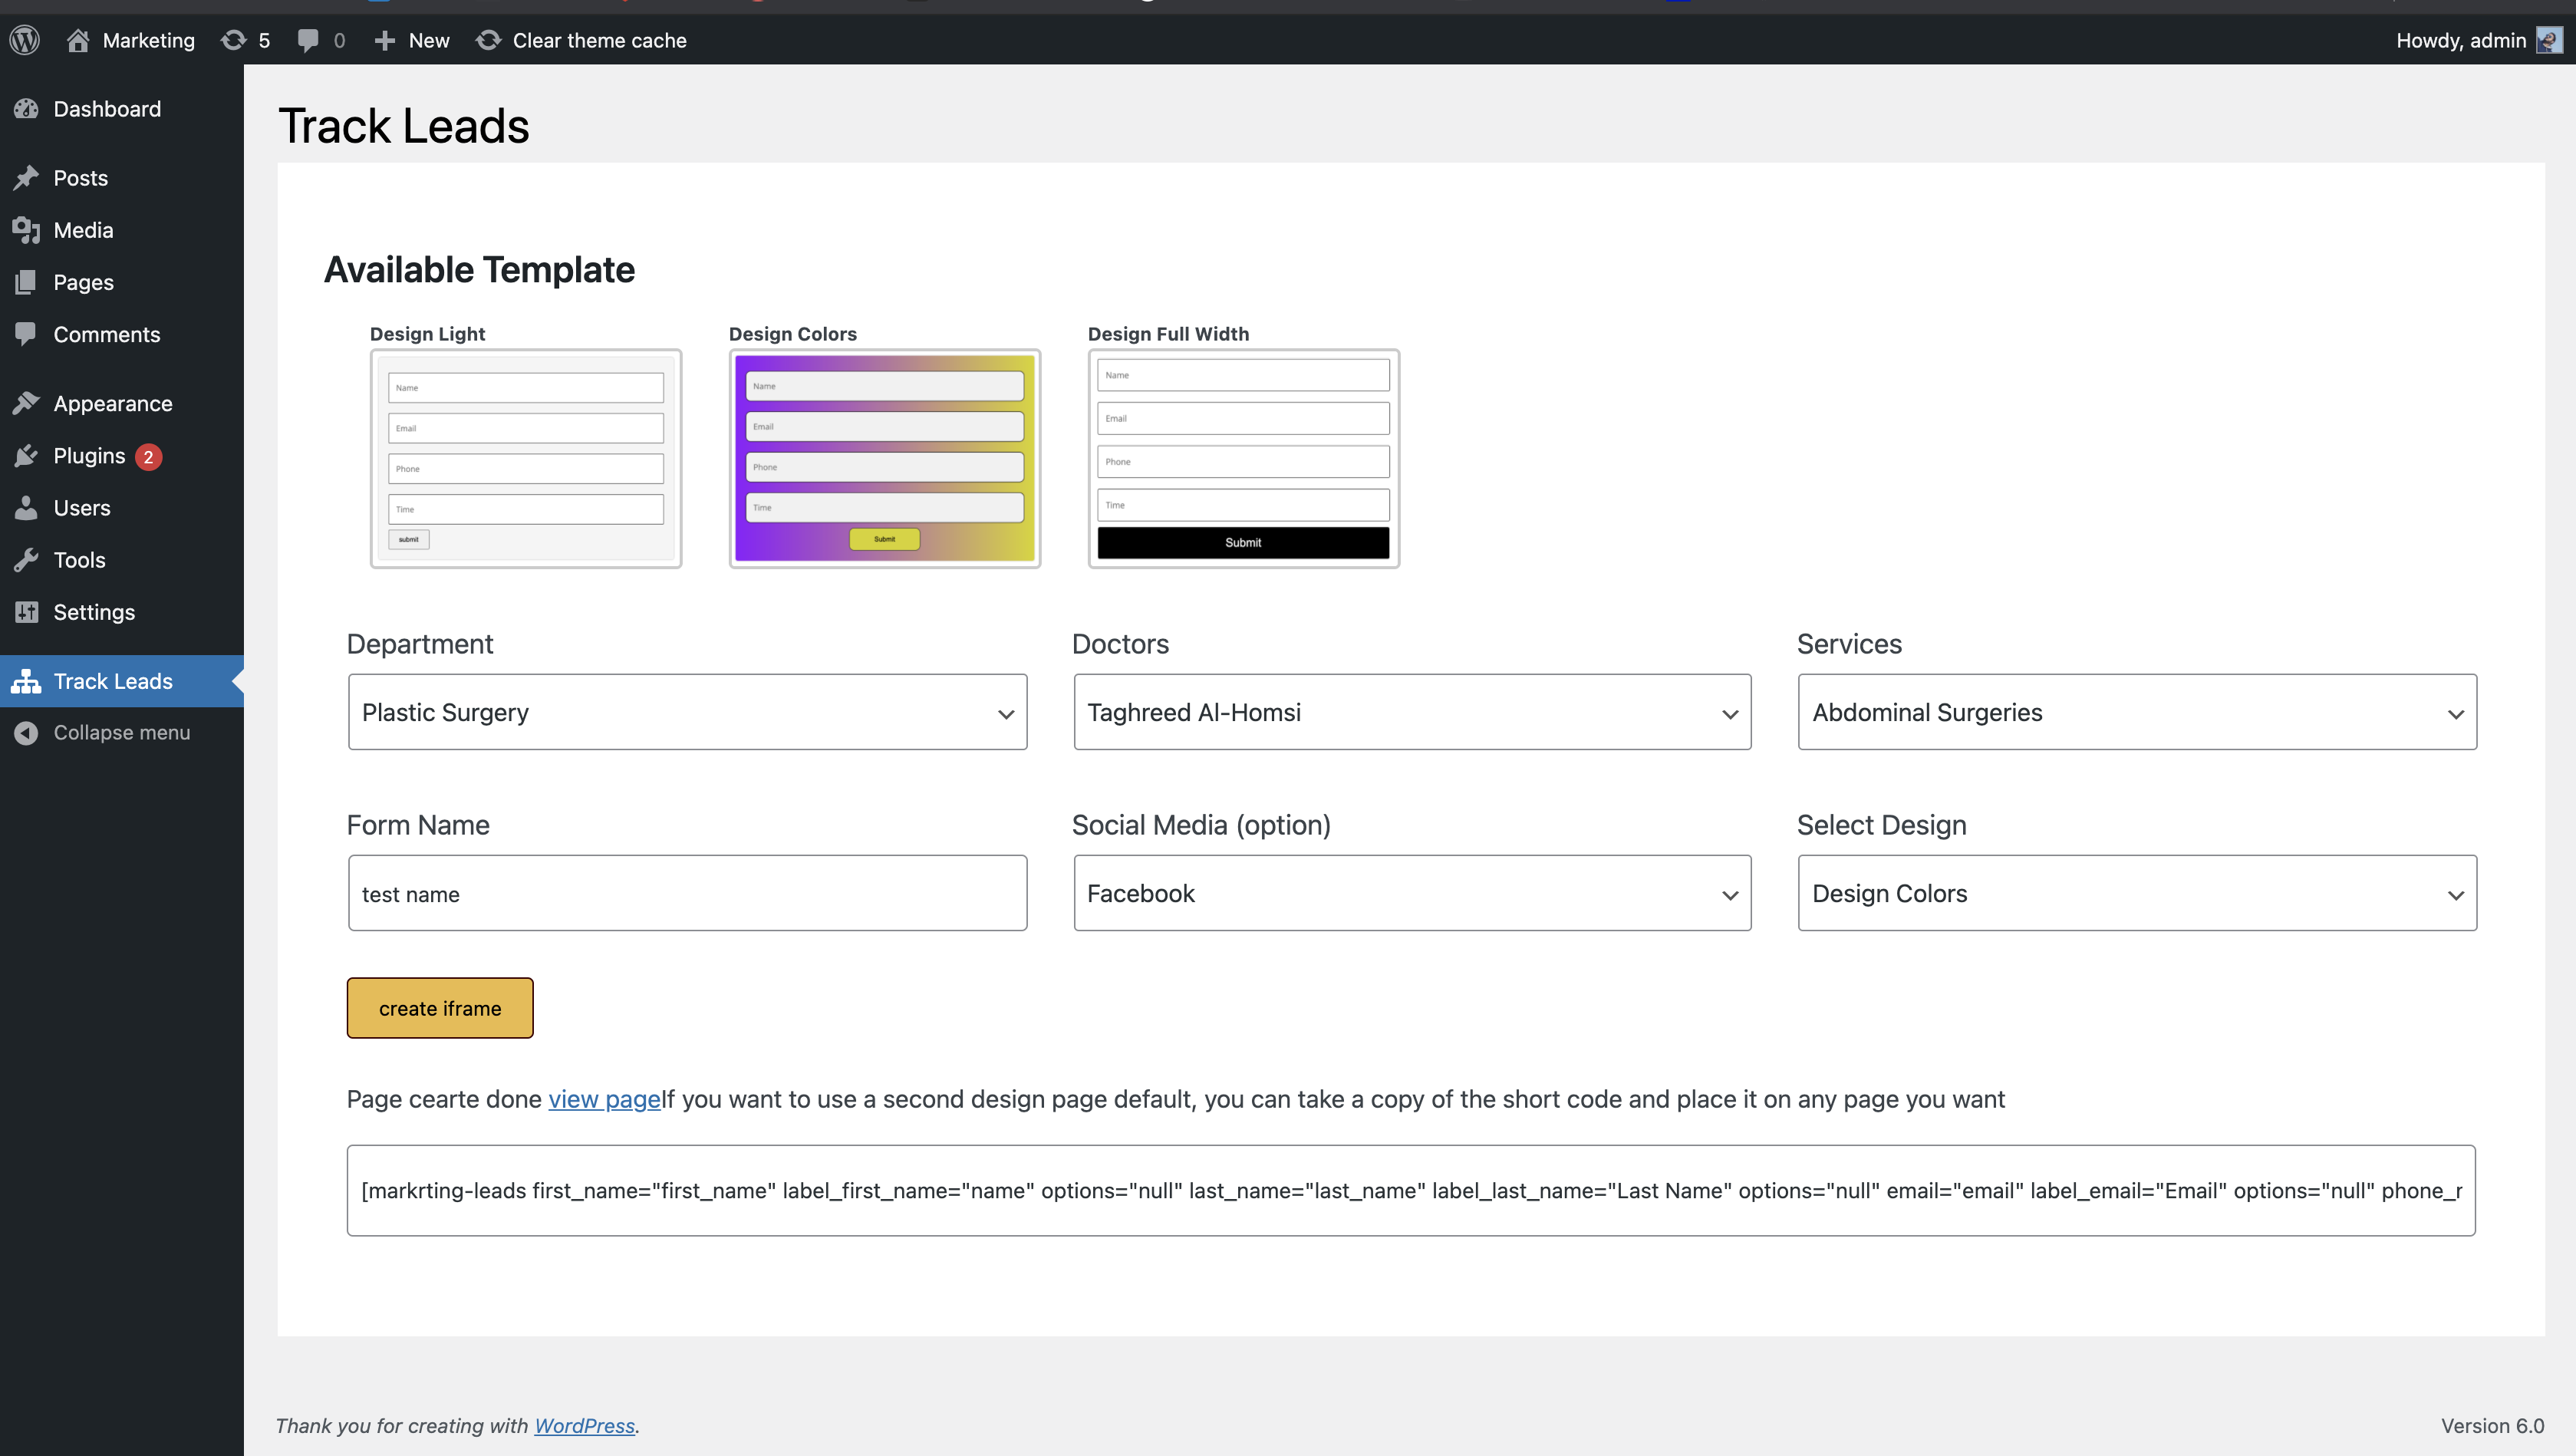 Marketing 5 0 New Clear theme cache Howdy, admin
Dashboard
Posts
Media
Pages
Comments
Appearance
Plugins 2
Users
Tools
Settings
Track Leads
Collapse menu
Track Leads
Available Template
Design Light Design Colors Design Full Width
Name Name Name
Email Email Email
Phone Phone Phone
Time Time Time
submit Submit Submit
Department Doctors Services
Plastic Surgery Taghreed Al-Homsi Abdominal Surgeries
Form Name Social Media (option) Select Design
test name Facebook Design Colors
create iframe
Page cearte done view pageIf you want to use a second design page default, you can take a copy of the short code and place it on any page you want
[markrting-leads first_name="first_name" label_first_name="name" options="null" last_name="last_name" label_last_name="Last Name" options="null" email="email" label_email="Email" options="null"
Thank you for creating with WordPress. Version 6.0